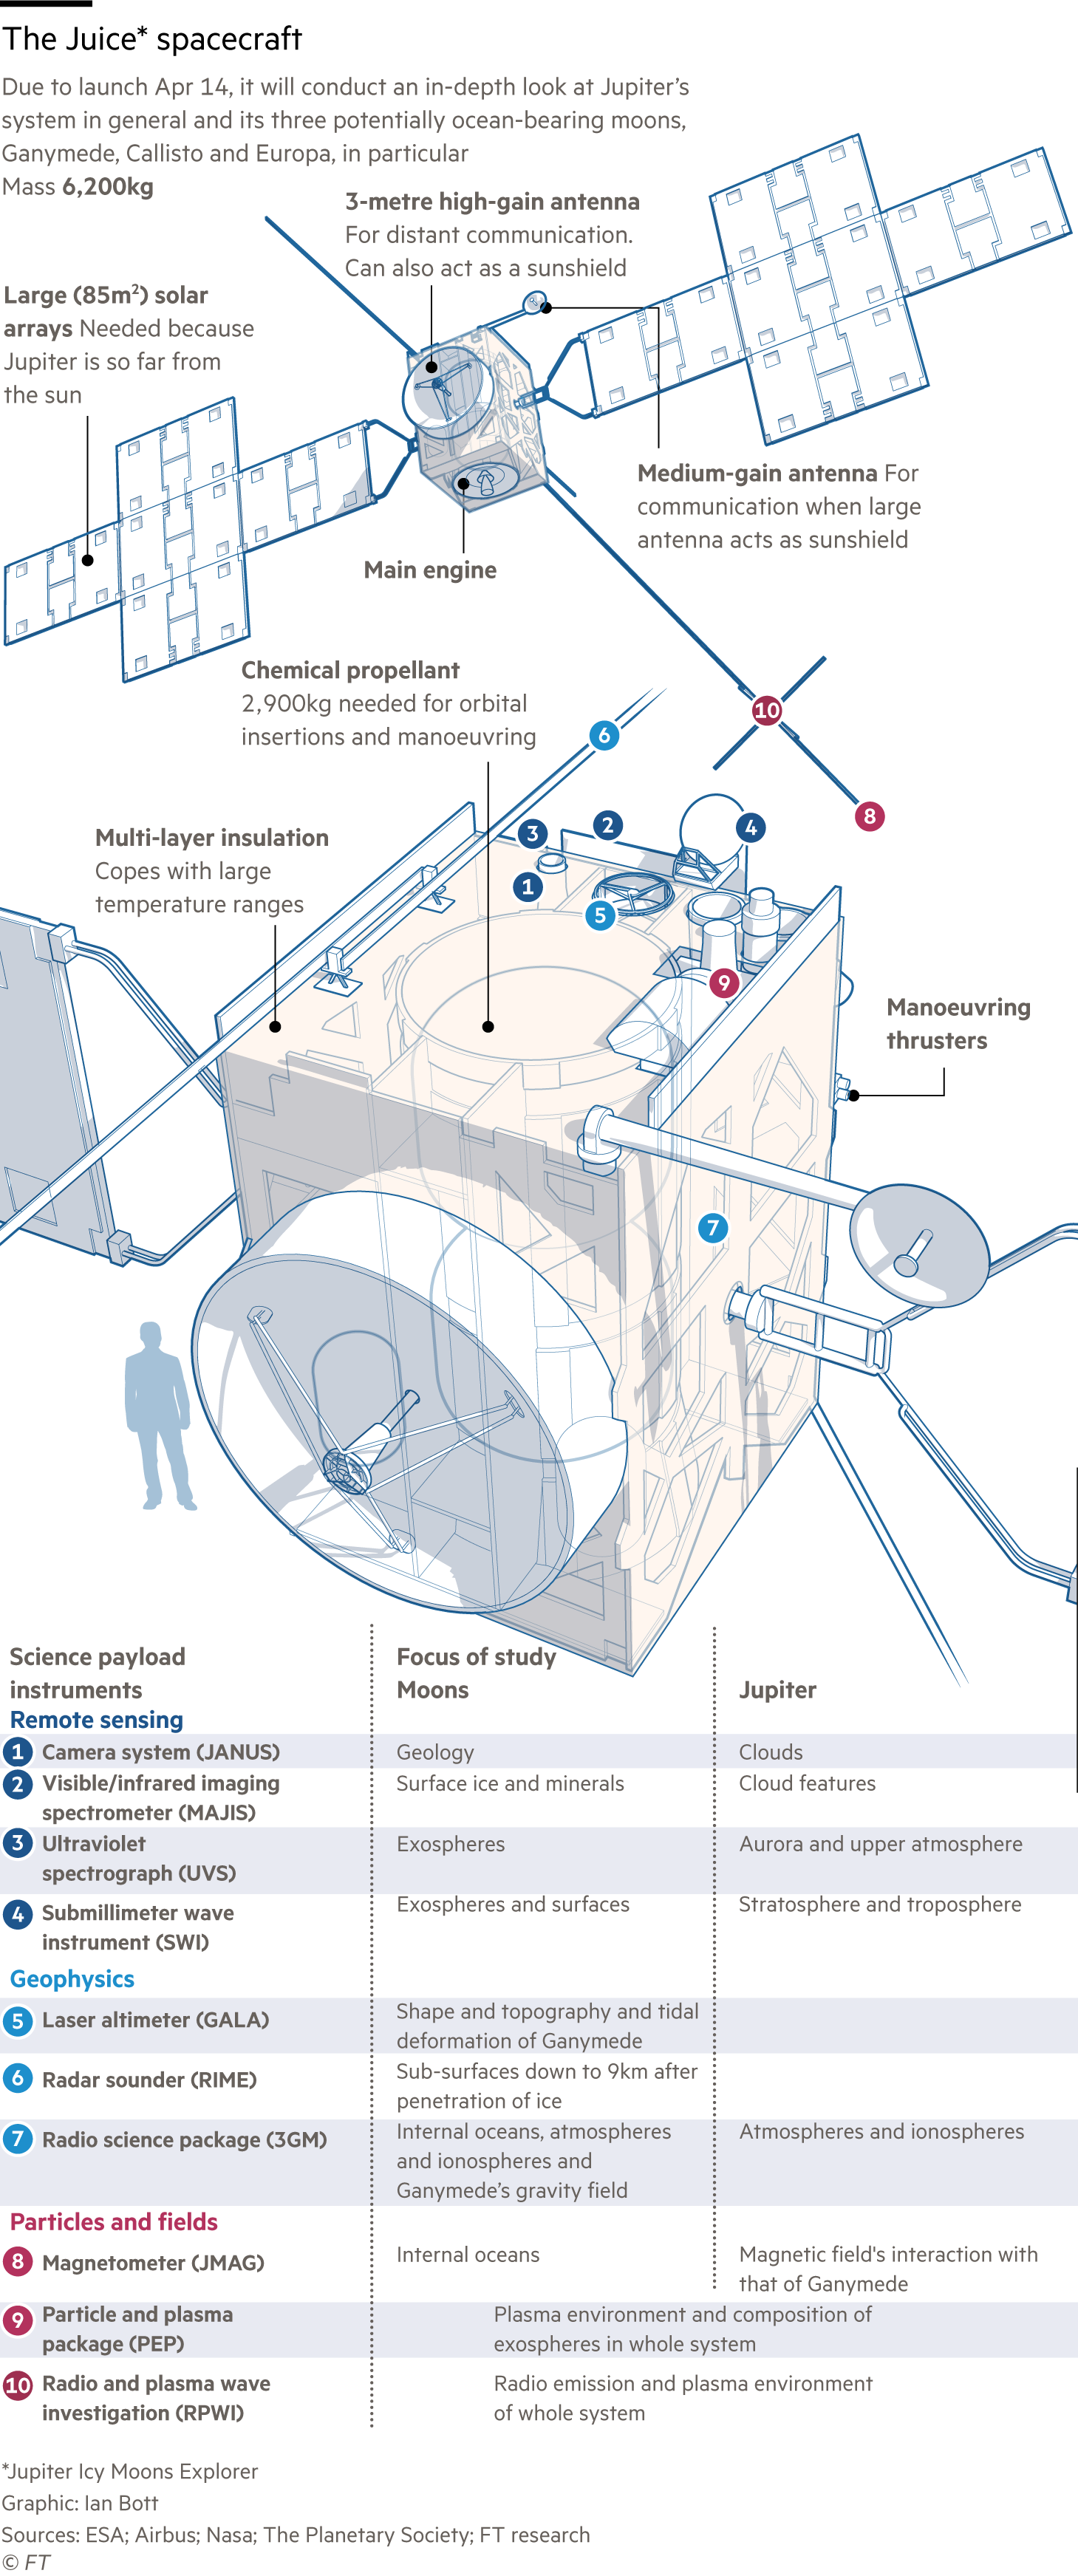 The Juice* spacecraft
Due to launch Apr 14, it will conduct an in-depth look at Jupiter's
system in general and its three potentially ocean-bearing moons,
Ganymede, Callisto and Europa, in particular
Mass 6,200kg
3-metre high-gain antenna
For distant communication.
Can also act as a sunshield
Large (85m²) solar
arrays Needed because
Jupiter is so far from
the sun
Medium-gain antenna For
communication when large
antenna acts as sunshield
Main engine
Chemical propellant
2,900kg needed for orbital
insertions and manoeuvring
10
6
8
Multi-layer insulation
Copes with large
temperature ranges
3
2
4
1
5
9
Manoeuvring
thrusters
7
Science payload
instruments
Focus of study
Moons
Jupiter
Remote sensing
1 Camera system (JANUS)
Geology
Clouds
2 Visible/infrared imaging
spectrometer (MAJIS)
Surface ice and minerals
Cloud features
3 Ultraviolet
spectrograph (UVS)
Exospheres
Aurora and upper atmosphere
4 Submillimeter wave
instrument (SWI)
Exospheres and surfaces
Stratosphere and troposphere
Geophysics
5 Laser altimeter (GALA)
Shape and topography and tidal
deformation of Ganymede
6 Radar sounder (RIME)
Sub-surfaces down to 9km after
penetration of ice
7 Radio science package (3GM)
Internal oceans, atmospheres
and ionospheres and
Ganymede's gravity field
Atmospheres and ionospheres
Particles and fields
8 Magnetometer (JMAG)
Internal oceans
Magnetic field's interaction with
that of Ganymede
9 Particle and plasma
package (PEP)
Plasma environment and composition of
exospheres in whole system
10 Radio and plasma wave
investigation (RPWI)
Radio emission and plasma environment
of whole system
*Jupiter Icy Moons Explorer
Graphic: Ian Bott
Sources: ESA; Airbus; Nasa; The Planetary Society; FT research
© FT